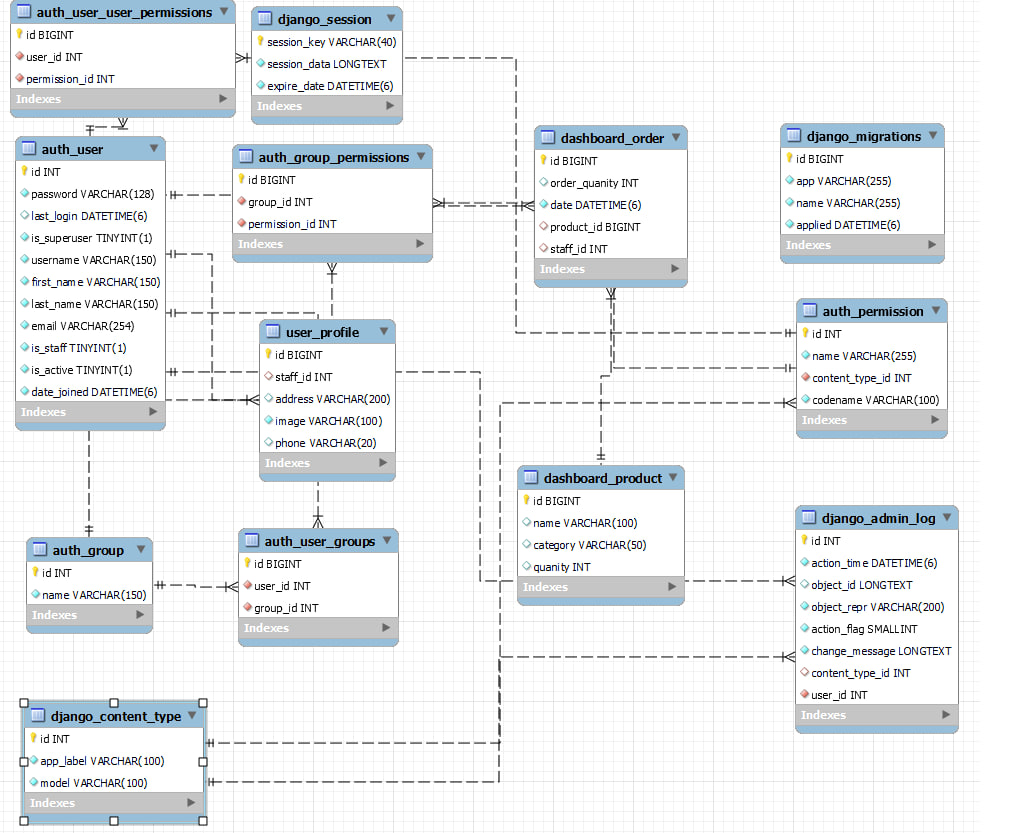 auth_user_user_permissions
id BIGINT
user_id INT
permission_id INT
Indexes
django_session
session_key VARCHAR(40)
session_data LONGTEXT
expire_date DATETIME(6)
Indexes
auth_user
id INT
password VARCHAR(128)
last_login DATETIME(6)
is_superuser TINYINT(1)
username VARCHAR(150)
first_name VARCHAR(150)
last_name VARCHAR(150)
email VARCHAR(254)
is_staff TINYINT(1)
is_active TINYINT(1)
date_joined DATETIME(6)
Indexes
auth_group_permissions
id BIGINT
group_id INT
permission_id INT
Indexes
dashboard_order
id BIGINT
order_quanity INT
date DATETIME(6)
product_id BIGINT
staff_id INT
Indexes
django_migrations
id BIGINT
app VARCHAR(255)
name VARCHAR(255)
applied DATETIME(6)
Indexes
auth_permission
id INT
name VARCHAR(255)
content_type_id INT
codename VARCHAR(100)
Indexes
user_profile
id BIGINT
staff_id INT
address VARCHAR(200)
image VARCHAR(100)
phone VARCHAR(20)
Indexes
dashboard_product
id BIGINT
name VARCHAR(100)
category VARCHAR(50)
quanity INT
Indexes
django_admin_log
id INT
action_time DATETIME(6)
object_id LONGTEXT
object_repr VARCHAR(200)
action_flag SMALLINT
change_message LONGTEXT
content_type_id INT
user_id INT
Indexes
auth_group
id INT
name VARCHAR(150)
Indexes
auth_user_groups
id BIGINT
user_id INT
group_id INT
Indexes
django_content_type
id INT
app_label VARCHAR(100)
model VARCHAR(100)
Indexes